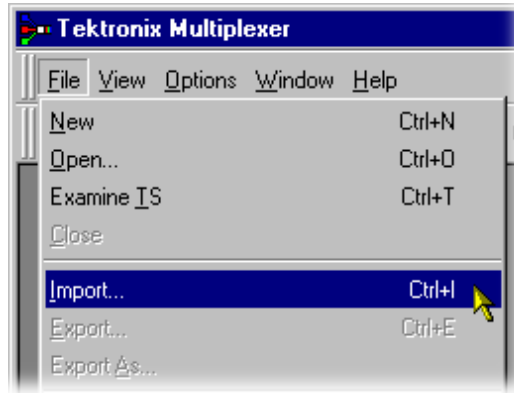 Tektronix Multiplexer
File View Options Window Help
New Ctrl+N
Open... Ctrl+O
Examine TS Ctrl+T
Close
Import... Ctrl+I
Export... Ctrl+E
Export As...